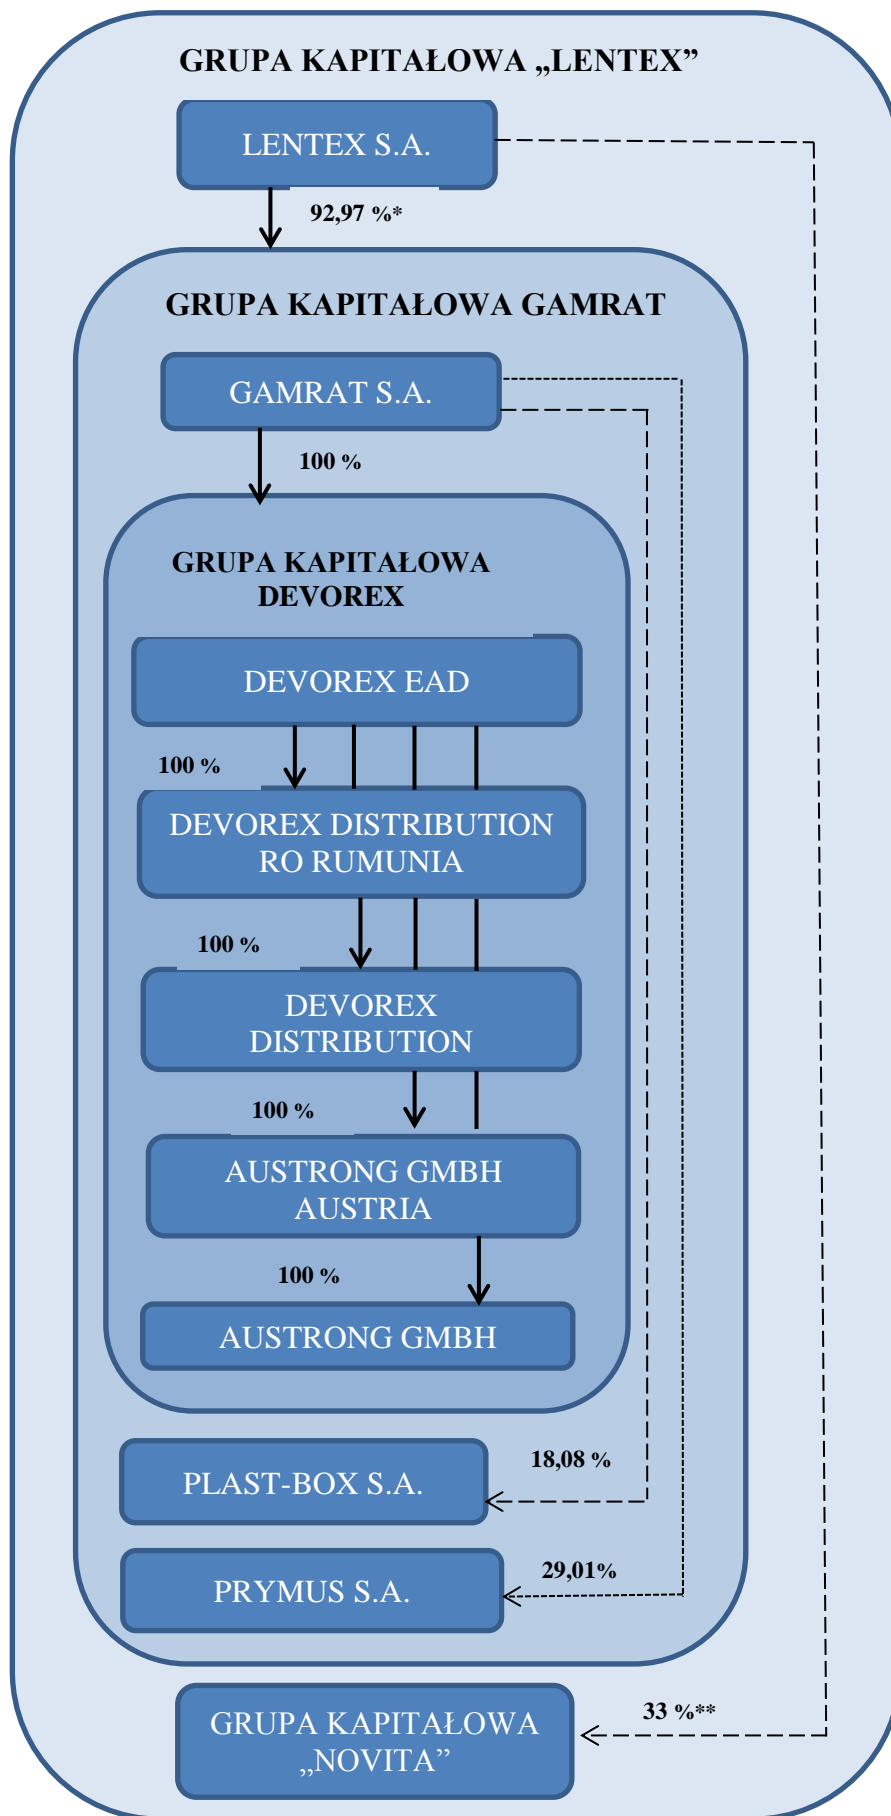 GRUPA KAPITAŁOWA „LENTEX”
LENTEX S.A.
92,97 %*
GRUPA KAPITAŁOWA GAMRAT
GAMRAT S.A.
100 %
GRUPA KAPITAŁOWA
DEVOREX
DEVOREX EAD
100 %
DEVOREX DISTRIBUTION
RO RUMUNIA
100 %
DEVOREX
DISTRIBUTION
100 %
AUSTRONG GMBH
AUSTRIA
100 %
AUSTRONG GMBH
18,08 %
PLAST-BOX S.A.
29,01%
PRYMUS S.A.
33 %**
GRUPA KAPITAŁOWA
„NOVITA”